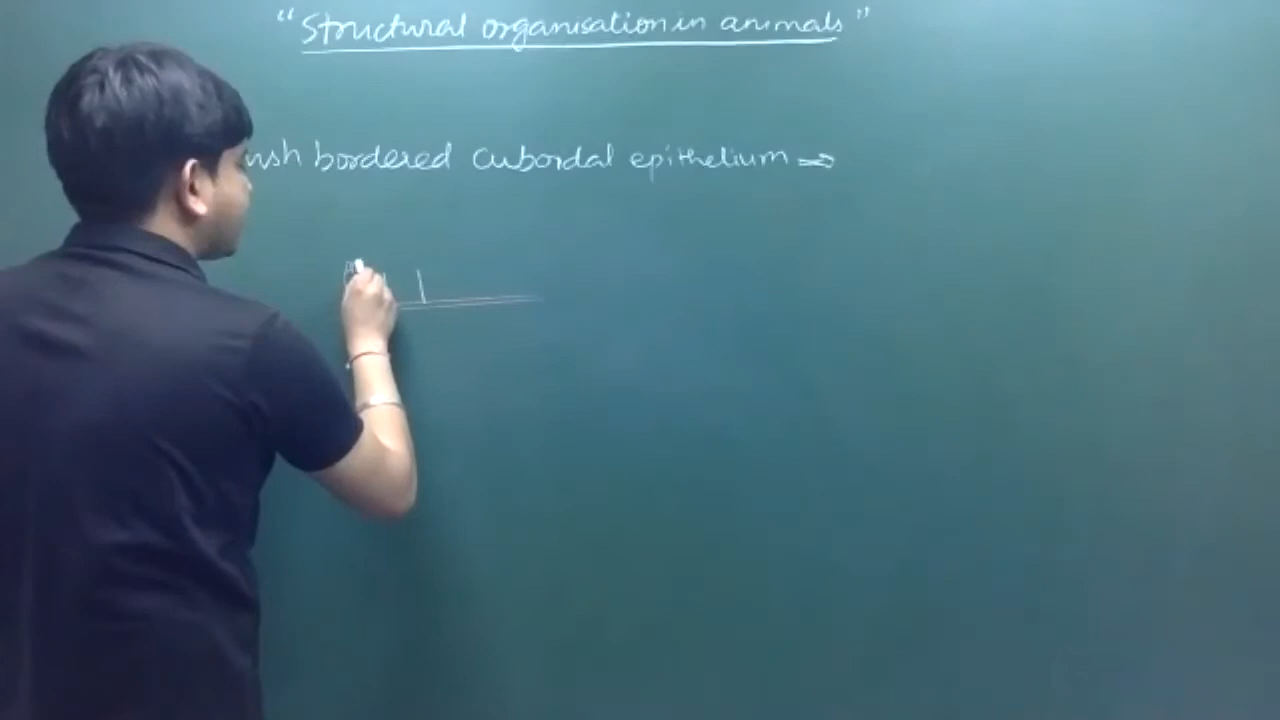 "Structural organisation in animals"
ush bordered cuboidal epithelium ⇒